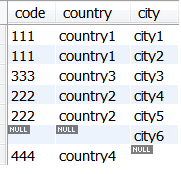 code country city
111 country1 city1
111 country1 city2
333 country3 city3
222 country2 city4
222 country2 city5
NULL NULL city6
444 country4 NULL